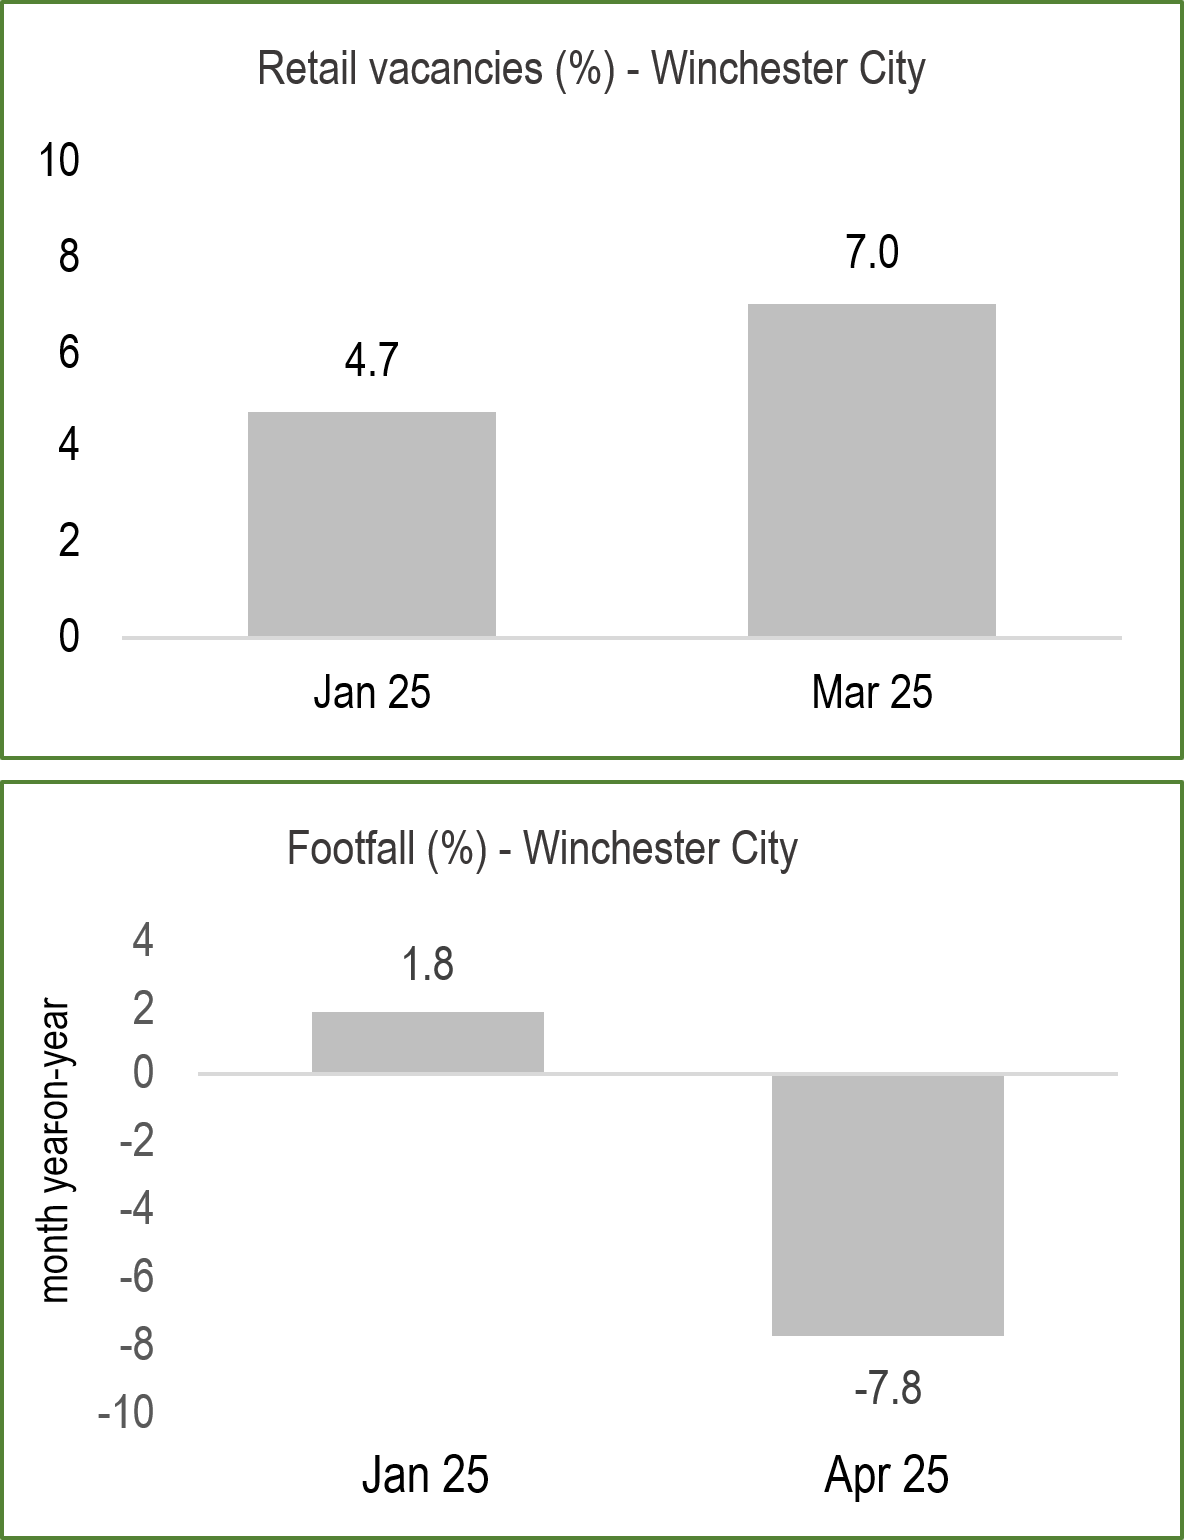 Retail vacancies (%) - Winchester City
10
8
6
4
2
0
4.7
7.0
Jan 25
Mar 25
Footfall (%) - Winchester City
month year-on-year
4
2
0
-2
-4
-6
-8
-10
1.8
-7.8
Jan 25
Apr 25